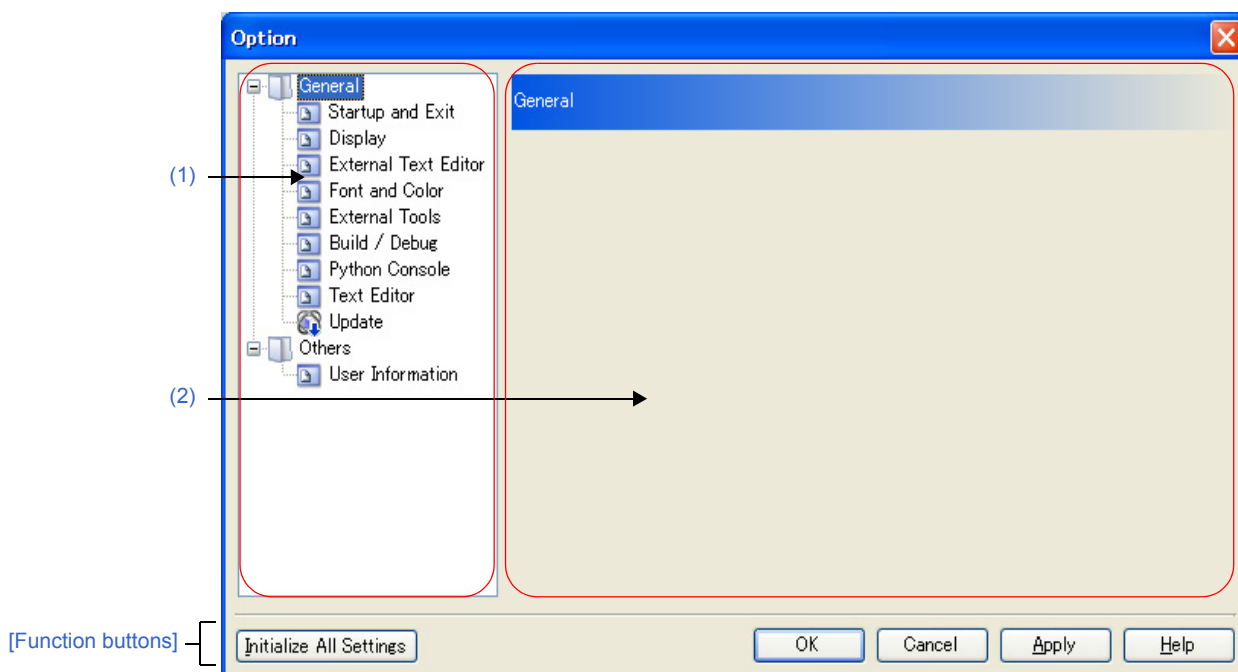 Option
General
Startup and Exit
Display
External Text Editor
Font and Color
External Tools
Build / Debug
Python Console
Text Editor
Update
Others
User Information
General
(1)
(2)
[Function buttons]
Initialize All Settings
OK
Cancel
Apply
Help